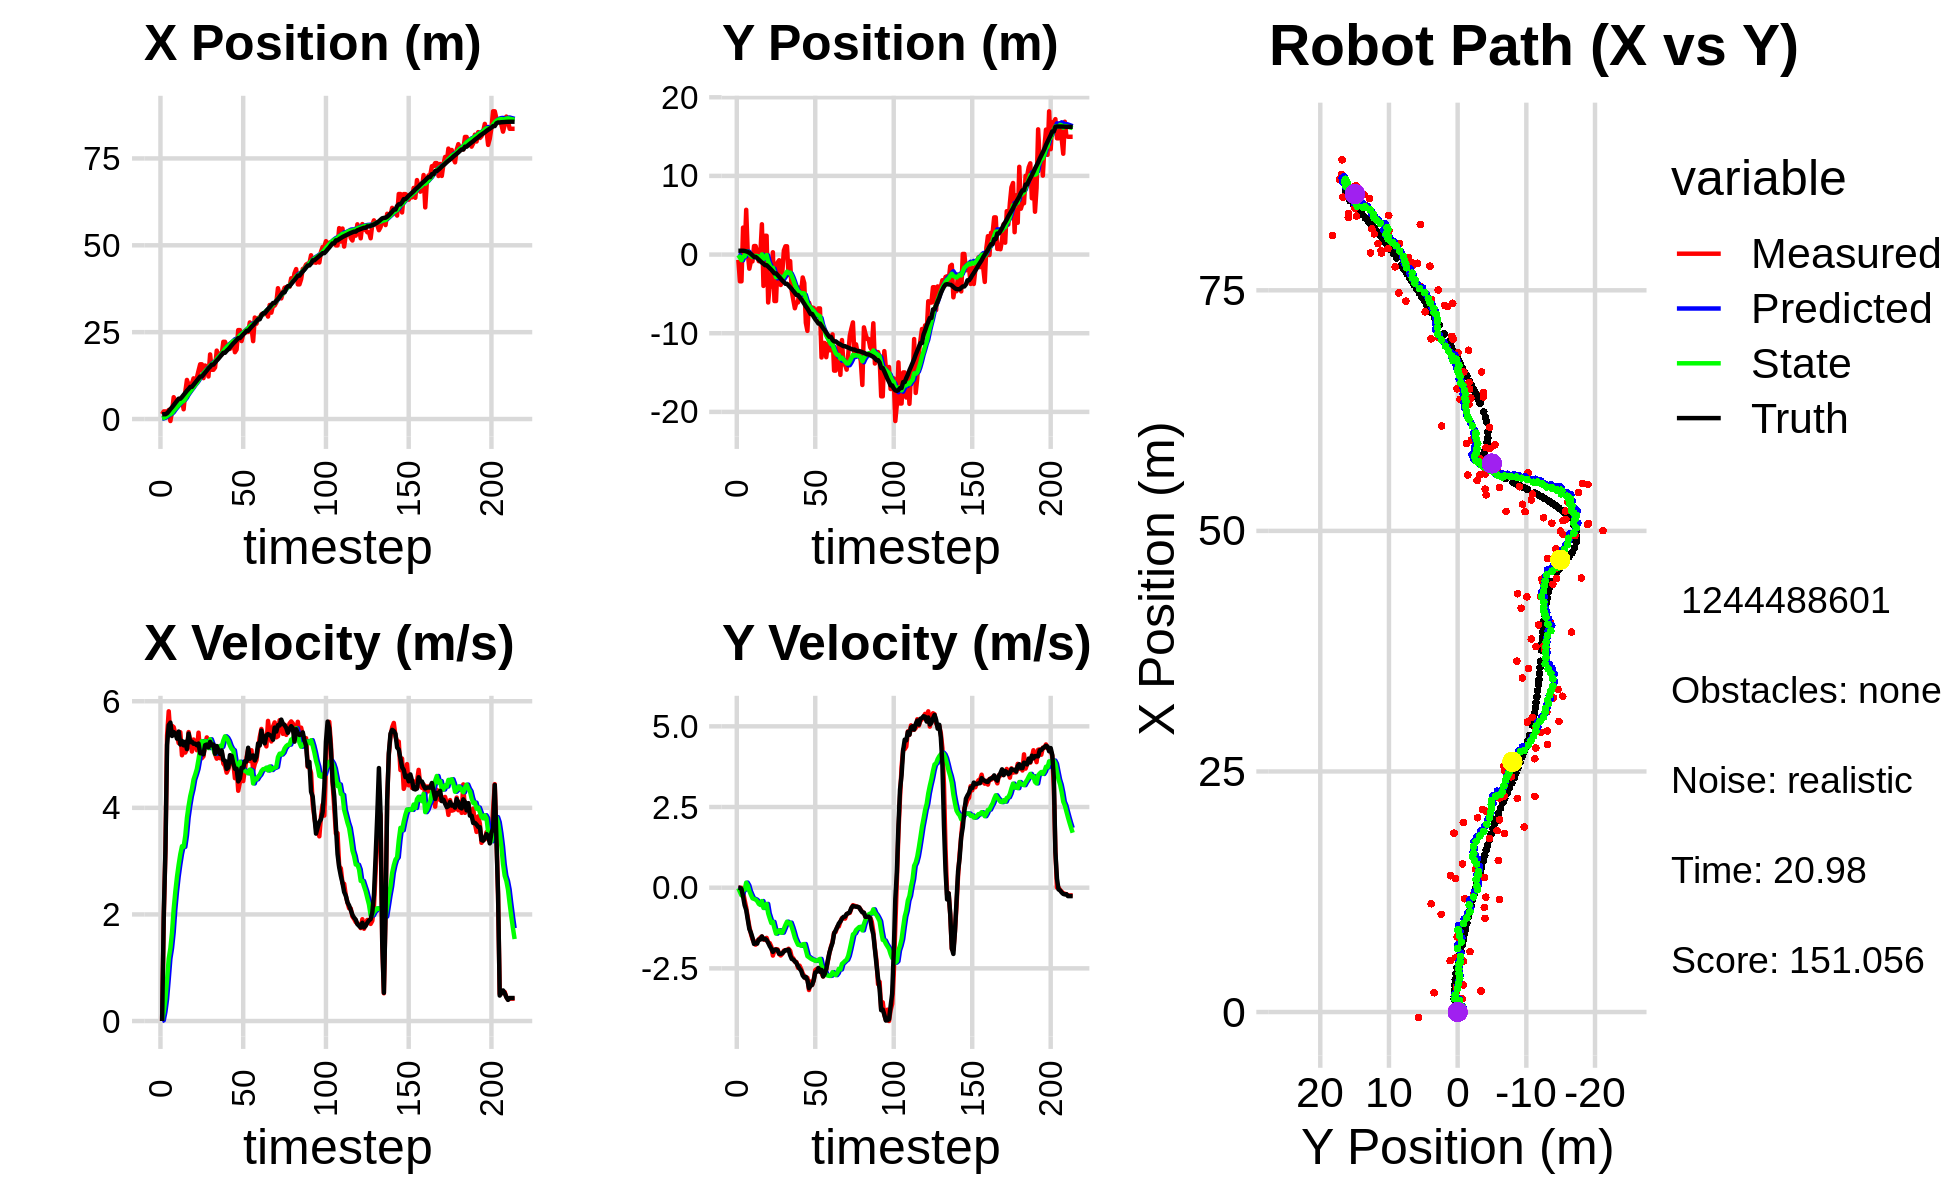 X Position (m)
75
50
25
0
0
50
100
150
200
timestep
Y Position (m)
20
10
0
-10
-20
0
50
100
150
200
timestep
X Velocity (m/s)
6
4
2
0
0
50
100
150
200
timestep
Y Velocity (m/s)
5.0
2.5
0.0
-2.5
0
50
100
150
200
timestep
Robot Path (X vs Y)
X Position (m)
75
50
25
0
20 10 0 -10 -20
Y Position (m)
variable
Measured
Predicted
State
Truth
1244488601
Obstacles: none
Noise: realistic
Time: 20.98
Score: 151.056